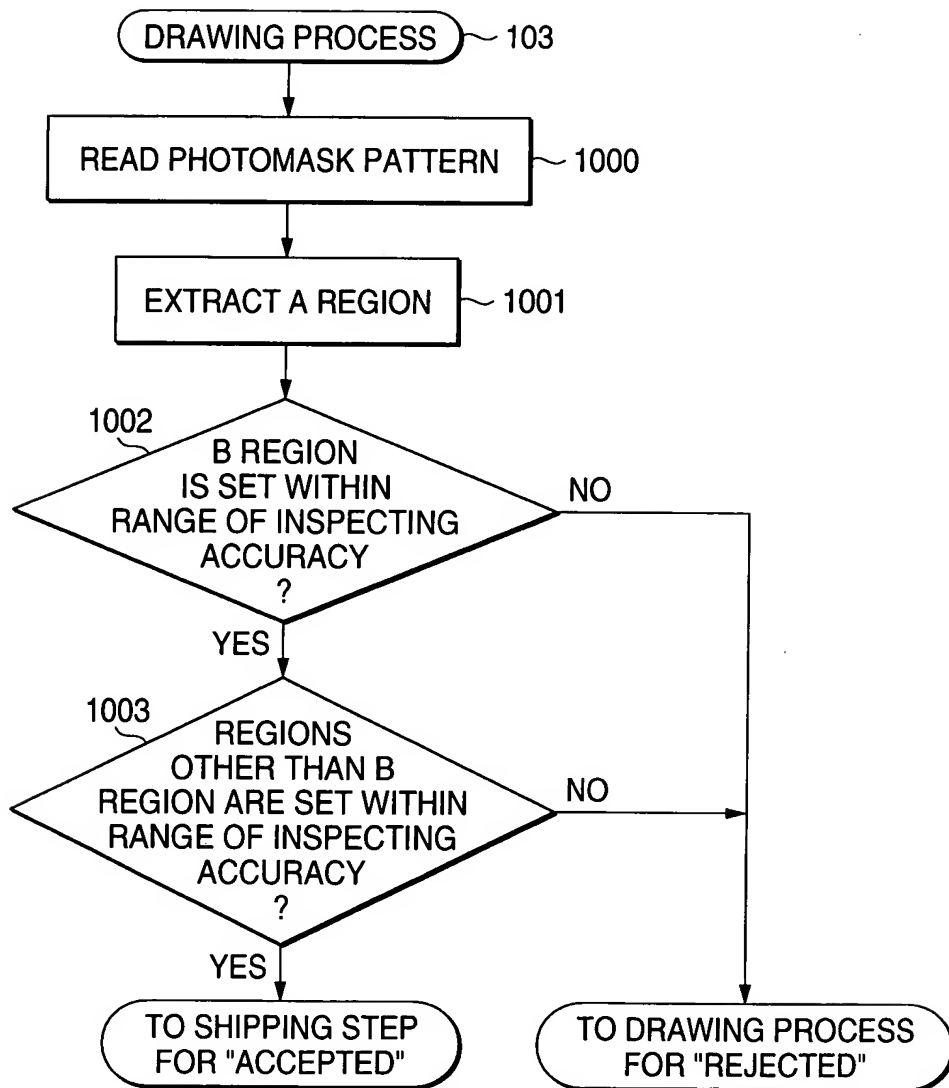 DRAWING PROCESS
103
READ PHOTOMASK PATTERN
1000
EXTRACT A REGION
1001
1002
B REGION
IS SET WITHIN
RANGE OF INSPECTING
ACCURACY
?
NO
YES
1003
REGIONS
OTHER THAN B
REGION ARE SET WITHIN
RANGE OF INSPECTING
ACCURACY
?
NO
YES
TO SHIPPING STEP
FOR "ACCEPTED"
TO DRAWING PROCESS
FOR "REJECTED"